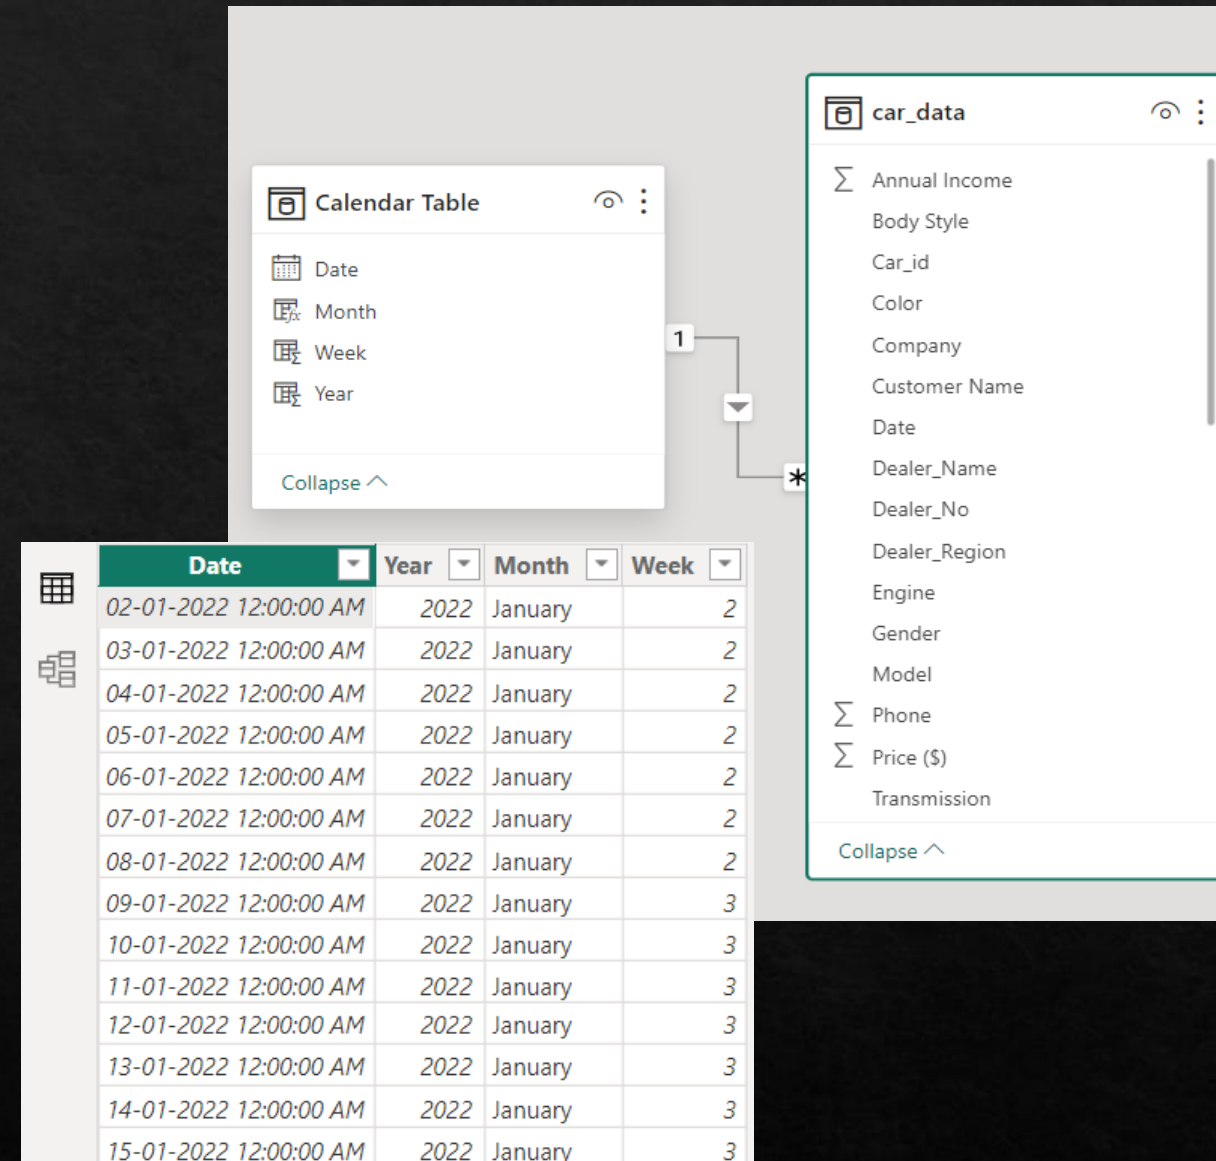 Calendar Table
Date
Month
Week
Year
Collapse
1
*
car_data
Annual Income
Body Style
Car_id
Color
Company
Customer Name
Date
Dealer_Name
Dealer_No
Dealer_Region
Engine
Gender
Model
Phone
Price ($)
Transmission
Collapse
Date Year Month Week
02-01-2022 12:00:00 AM 2022 January 2
03-01-2022 12:00:00 AM 2022 January 2
04-01-2022 12:00:00 AM 2022 January 2
05-01-2022 12:00:00 AM 2022 January 2
06-01-2022 12:00:00 AM 2022 January 2
07-01-2022 12:00:00 AM 2022 January 2
08-01-2022 12:00:00 AM 2022 January 2
09-01-2022 12:00:00 AM 2022 January 3
10-01-2022 12:00:00 AM 2022 January 3
11-01-2022 12:00:00 AM 2022 January 3
12-01-2022 12:00:00 AM 2022 January 3
13-01-2022 12:00:00 AM 2022 January 3
14-01-2022 12:00:00 AM 2022 January 3
15-01-2022 12:00:00 AM 2022 January 3